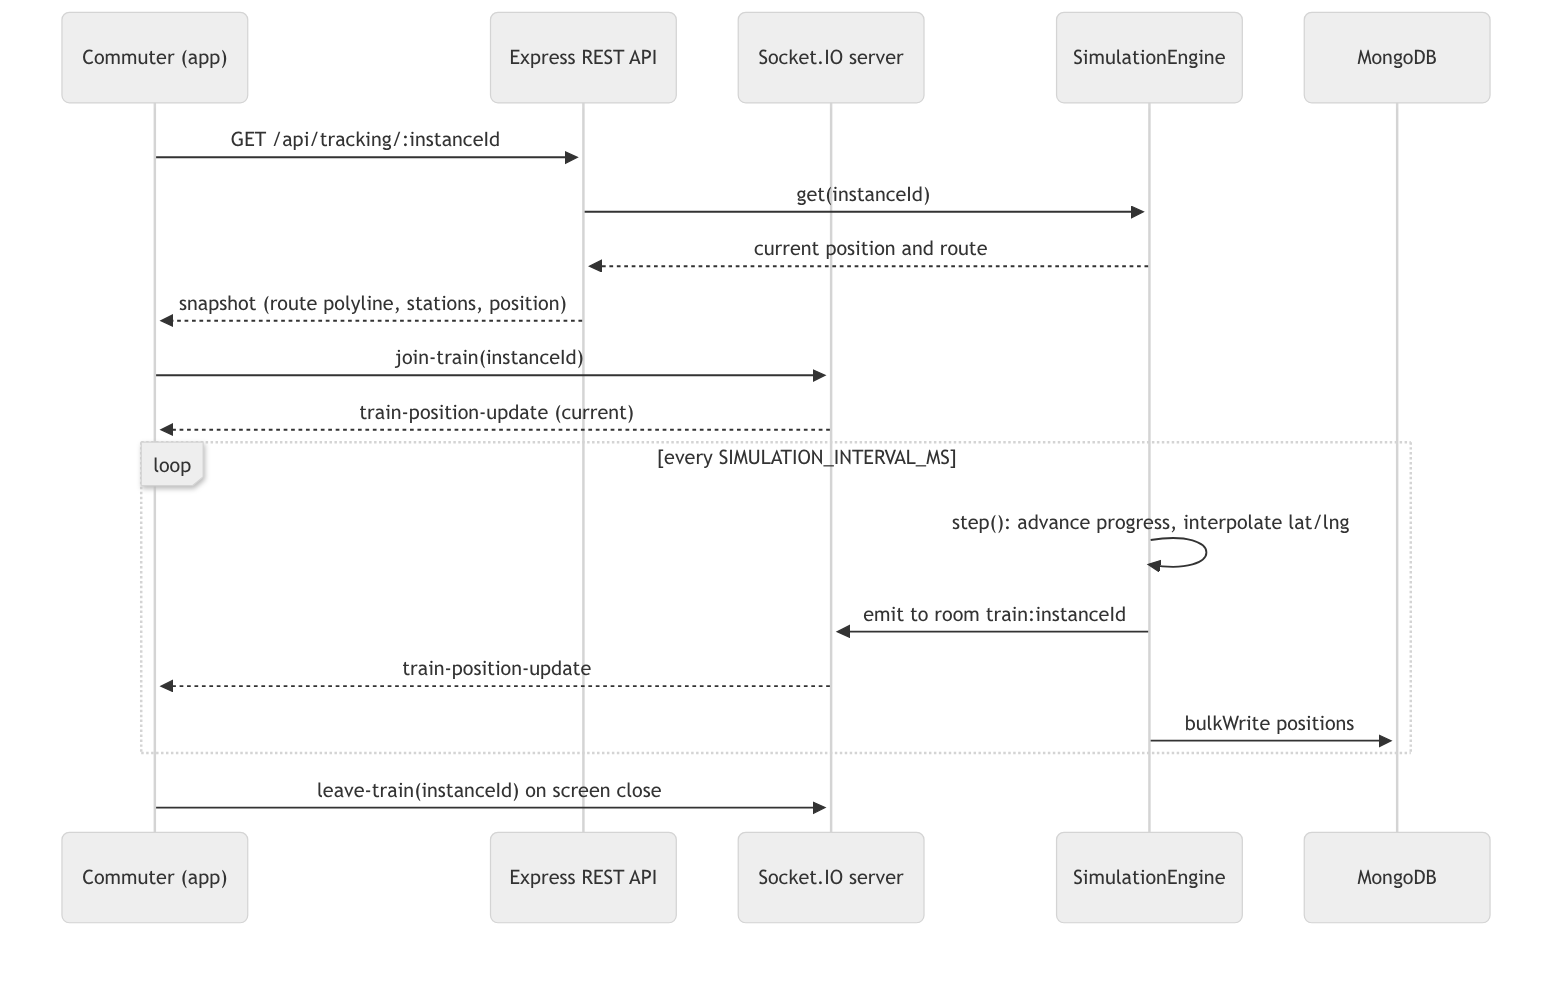 Commuter (app)
Express REST API
Socket.IO server
SimulationEngine
MongoDB
GET /api/tracking/:instanceId
get(instanceId)
current position and route
snapshot (route polyline, stations, position)
join-train(instanceId)
train-position-update (current)
loop
[every SIMULATION_INTERVAL_MS]
step(): advance progress, interpolate lat/lng
emit to room train:instanceId
train-position-update
bulkWrite positions
leave-train(instanceId) on screen close
Commuter (app)
Express REST API
Socket.IO server
SimulationEngine
MongoDB